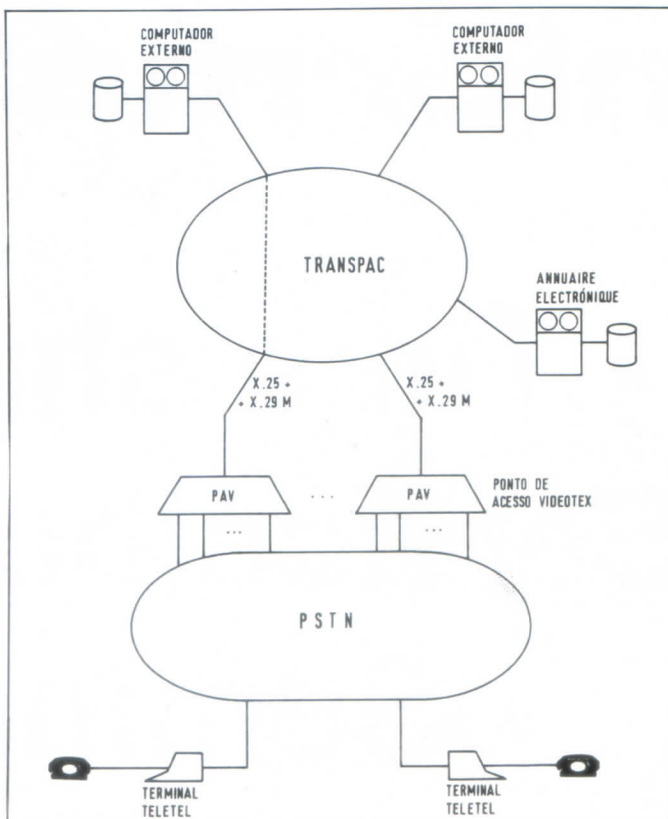 COMPUTADOR
EXTERNO
COMPUTADOR
EXTERNO
TRANSPAC
ANNUAIRE
ELECTRÓNIQUE
X.25 +
+ X.29 M
X.25 +
+ X.29 M
PAV
...
PAV
PONTO DE
ACESSO VIDEOTEX
...
...
PSTN
TERMINAL
TELETEL
TERMINAL
TELETEL